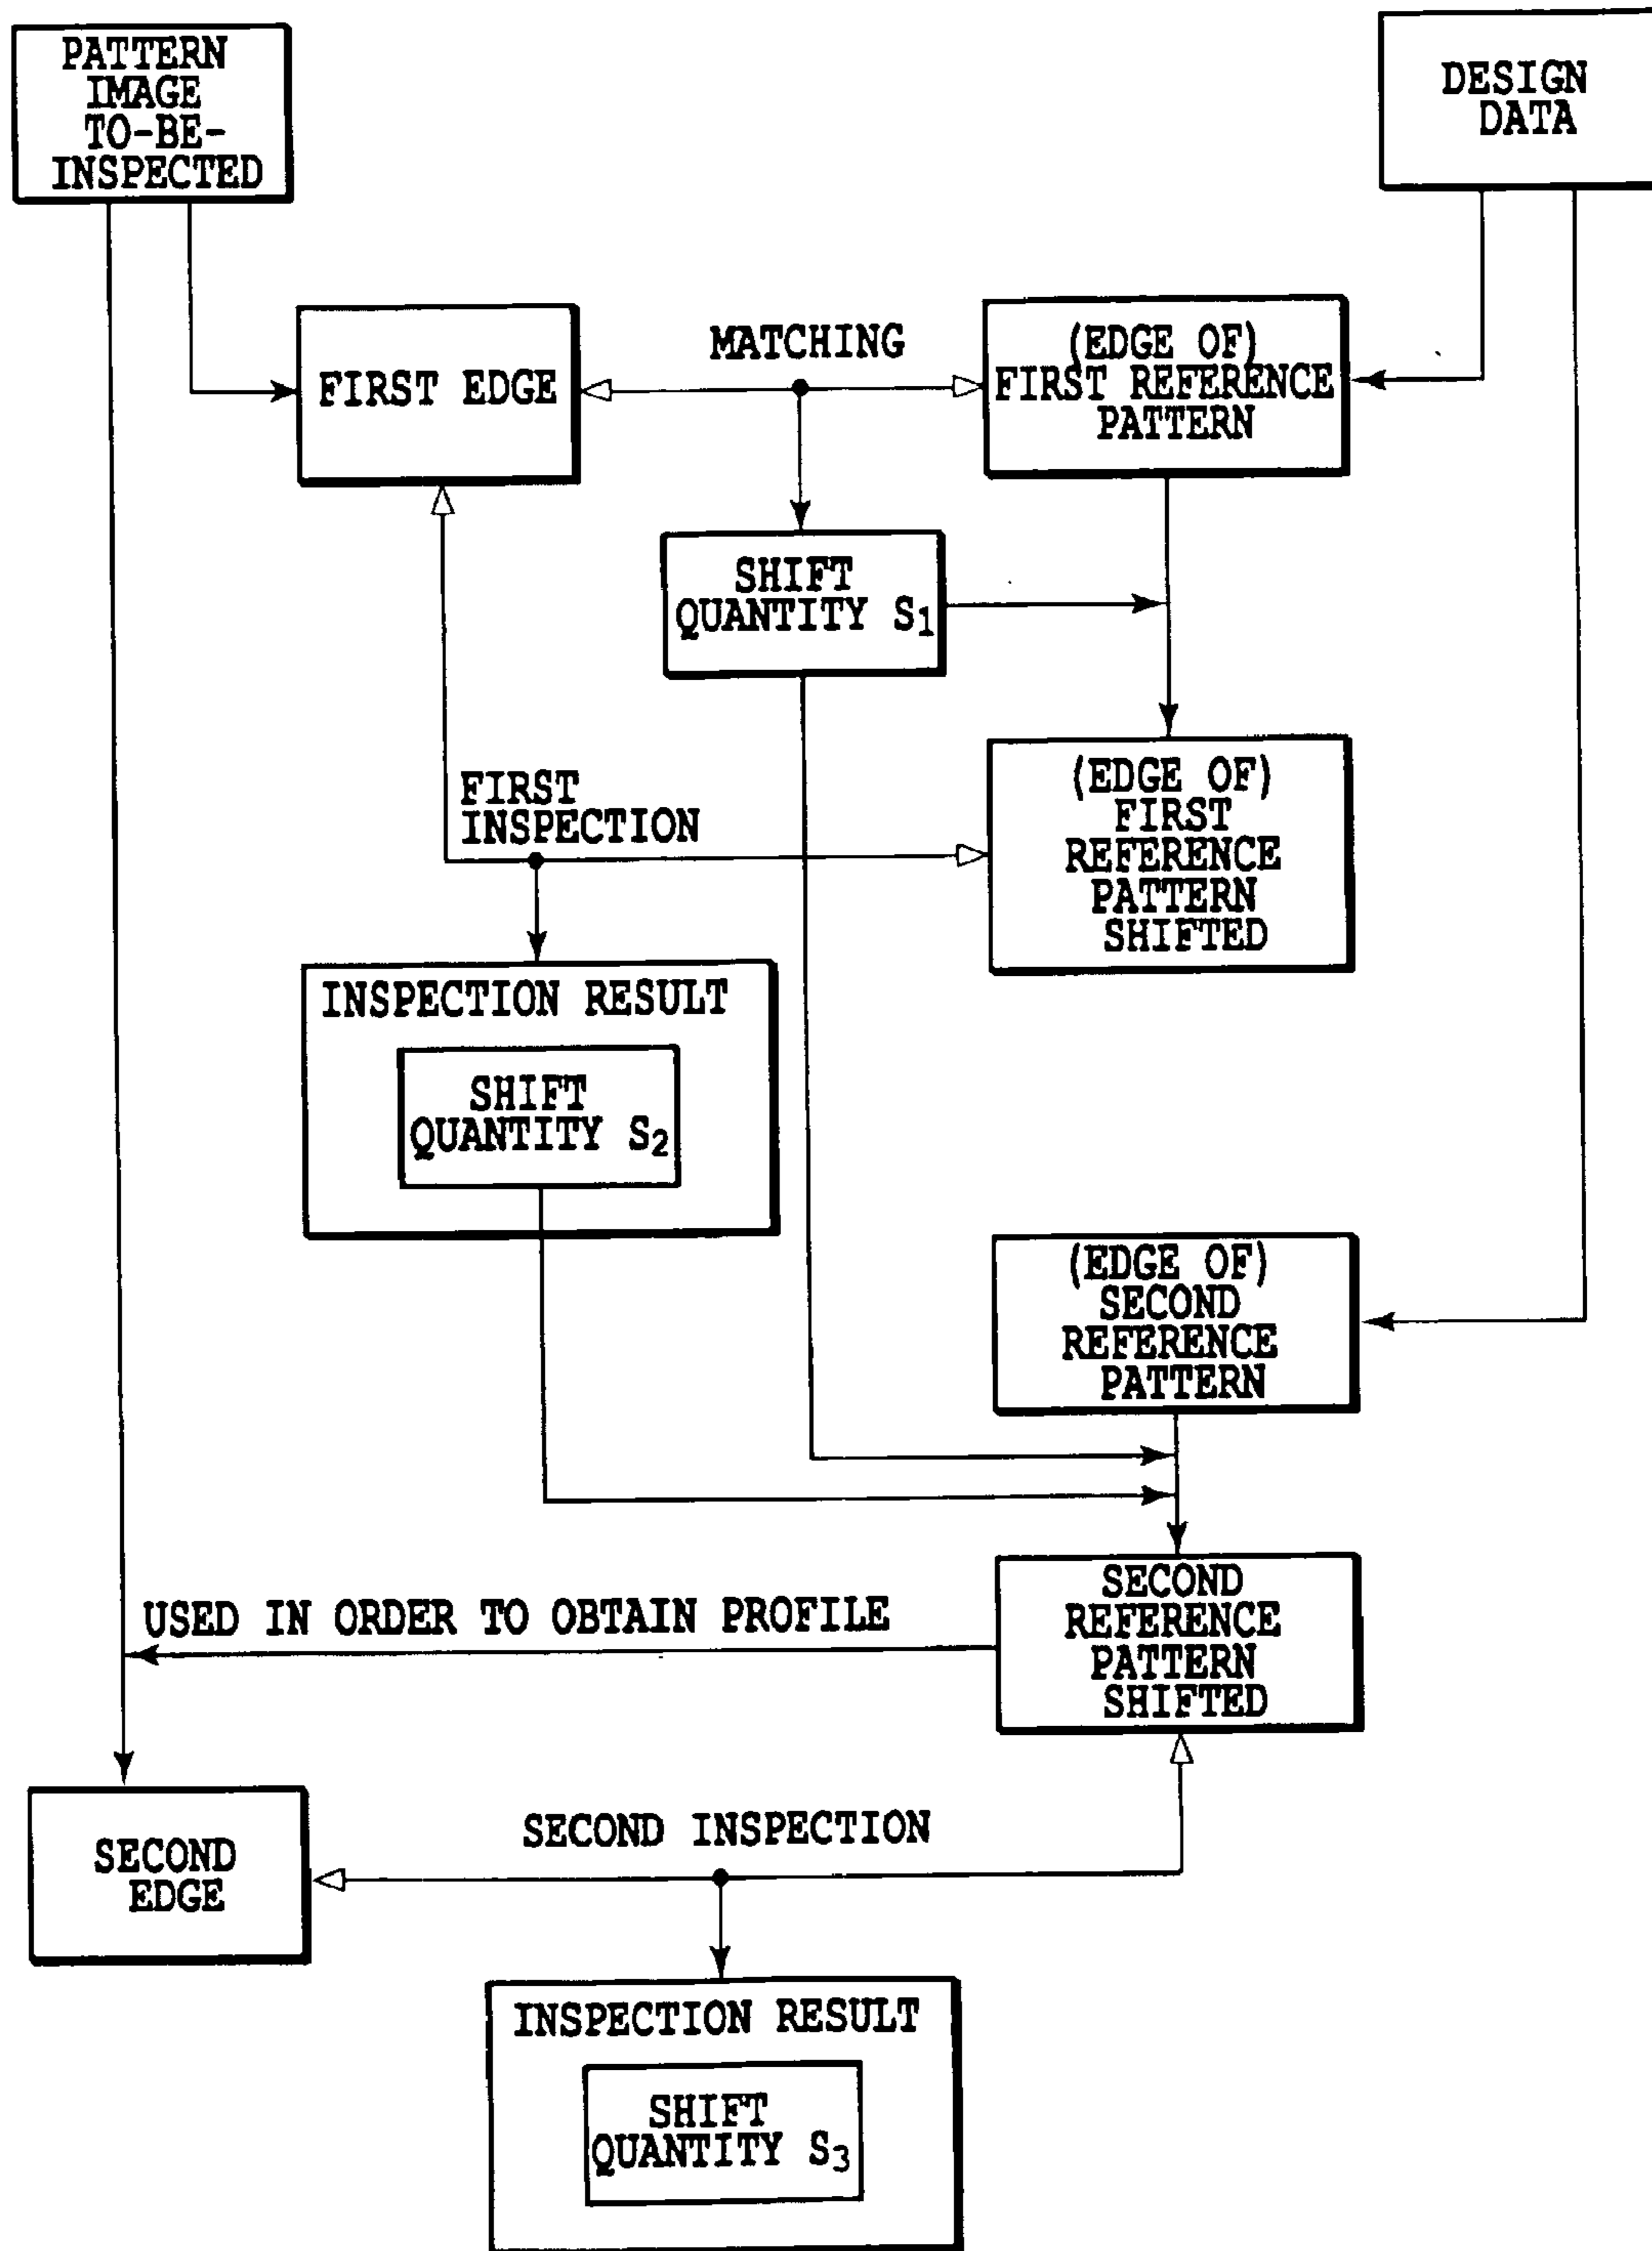 PATTERN
IMAGE
TO-BE-
INSPECTED
DESIGN
DATA
FIRST EDGE
MATCHING
(EDGE OF)
FIRST REFERENCE
PATTERN
SHIFT
QUANTITY S1
FIRST
INSPECTION
(EDGE OF)
FIRST
REFERENCE
PATTERN
SHIFTED
INSPECTION RESULT
SHIFT
QUANTITY S2
(EDGE OF)
SECOND
REFERENCE
PATTERN
USED IN ORDER TO OBTAIN PROFILE
SECOND
REFERENCE
PATTERN
SHIFTED
SECOND
EDGE
SECOND INSPECTION
INSPECTION RESULT
SHIFT
QUANTITY S3